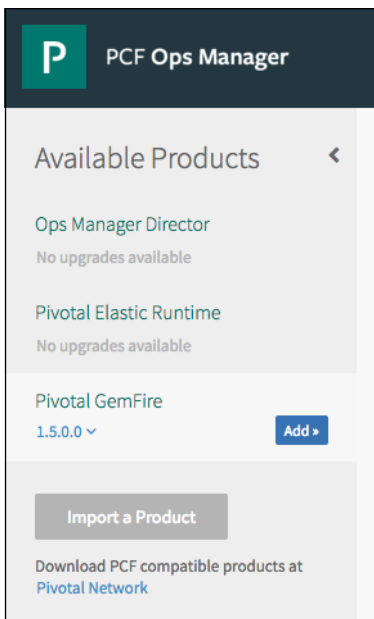 P
PCF Ops Manager
Available Products
Ops Manager Director
No upgrades available
Pivotal Elastic Runtime
No upgrades available
Pivotal GemFire
1.5.0.0
Add »
Import a Product
Download PCF compatible products at
Pivotal Network